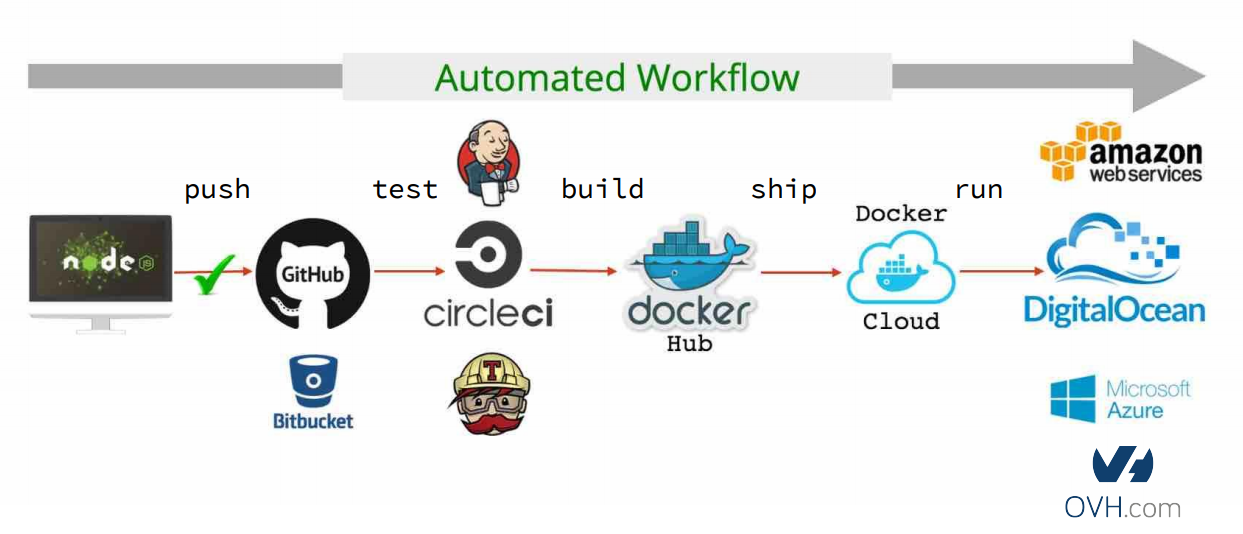 Automated Workflow
push
test
build
ship
run
node
JS
GitHub
Bitbucket
circleci
T
docker
Hub
Docker
Cloud
amazon
web services
DigitalOcean
Microsoft
Azure
OVH.com